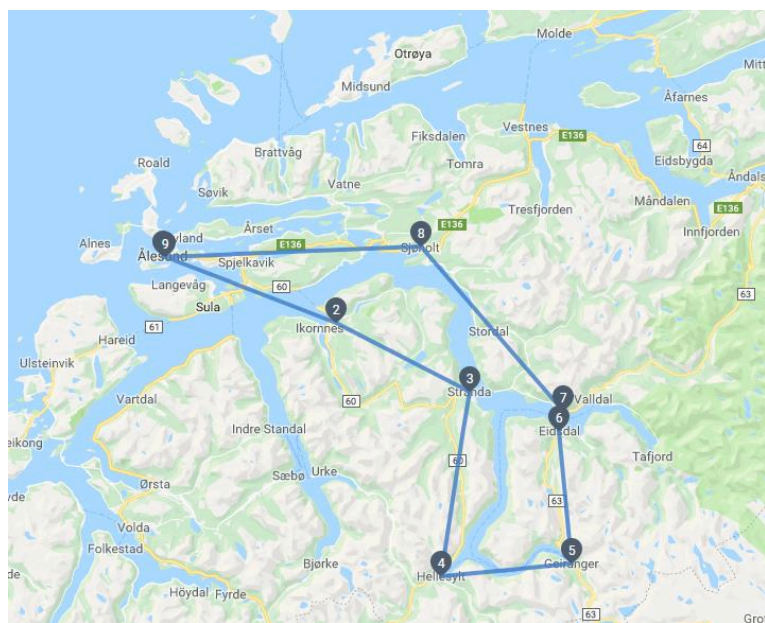 Molde
Otrøya
Midsund
Åfarnes
Fiksdalen
Vestnes
E136
64
Brattvåg
Tomra
Eidsbygda
Roald
Vatne
Søvik
Tresfjorden
Måndalen
E136
Årset
E136
Innfjorden
8
9
Alnes
Ålesund
E136
Sjøholt
Spjelkavik
Langevåg
60
63
Sula
2
61
Ikornnes
Hareid
Stordal
Ulsteinvik
3
Stranda
7
Vartdal
60
Valldal
6
Indre Standal
Eidsdal
60
Tafjord
Sæbø
Urke
Ørsta
63
Volda
5
Folkestad
4
Bjørke
Geiranger
Hellesylt
Høydal
Fyrde
63